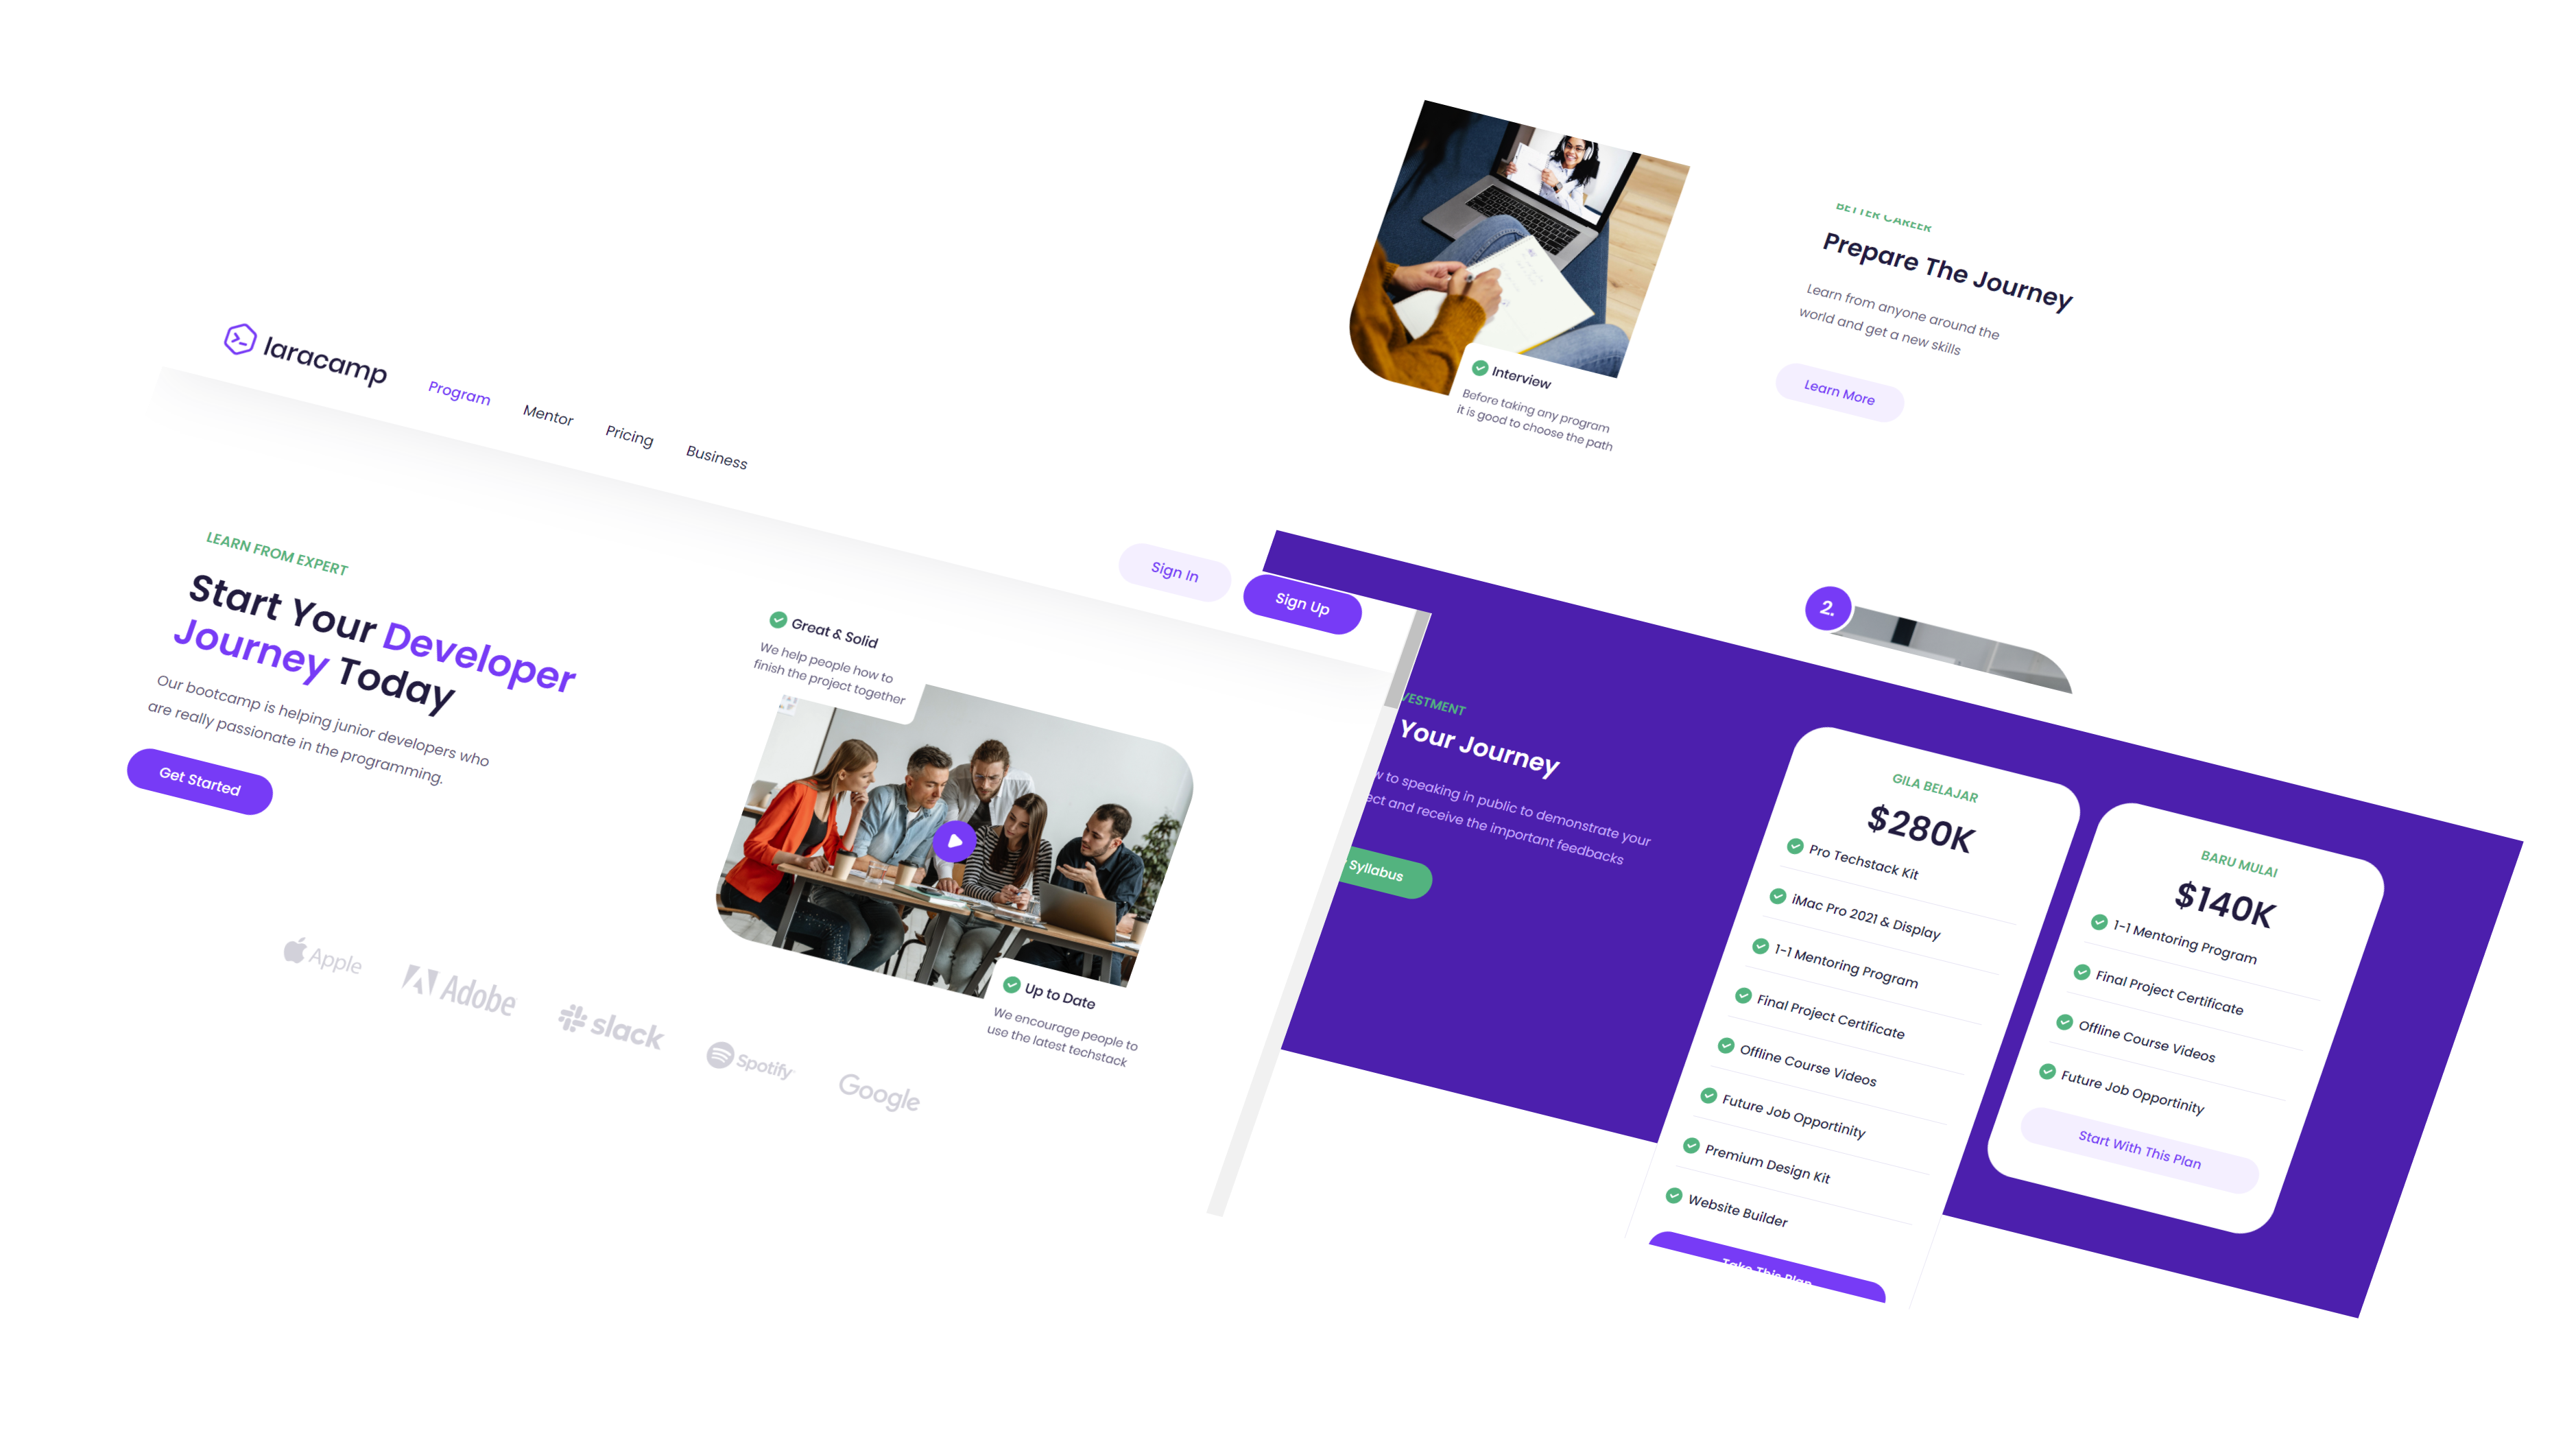 laracamp
Program
Mentor
Pricing
Business
Sign In
Sign Up
LEARN FROM EXPERT
Start Your Developer
Journey Today
Our bootcamp is helping junior developers who
are really passionate in the programming.
Get Started
Great & Solid
We help people how to
finish the project together
Up to Date
We encourage people to
use the latest techstack
Apple
Adobe
slack
Spotify
Google
Interview
Before taking any program
it is good to choose the path
BETTER CAREER
Prepare The Journey
Learn from anyone around the
world and get a new skills
Learn More
2.
Your Journey
to speaking in public to demonstrate your
and receive the important feedbacks
Syllabus
GILA BELAJAR
$280K
Pro Techstack Kit
iMac Pro 2021 & Display
1-1 Mentoring Program
Final Project Certificate
Offline Course Videos
Future Job Opportinity
Premium Design Kit
Website Builder
Take This Plan
BARU MULAI
$140K
1-1 Mentoring Program
Final Project Certificate
Offline Course Videos
Future Job Opportinity
Start With This Plan